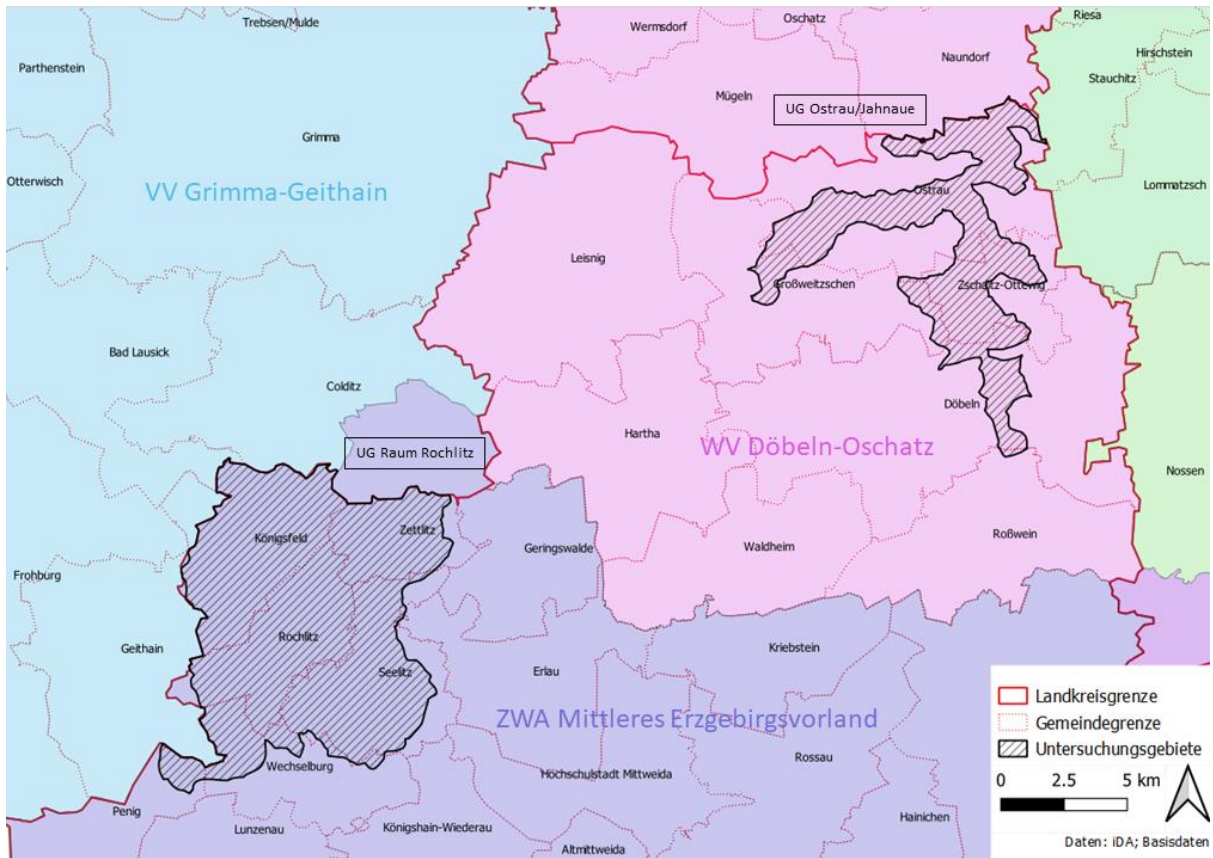 Trebsen/Mulde
Wermsdorf
Oschatz
Riesa
Parthenstein
Naundorf
Hirschstein
Stauchitz
Mügeln
UG Ostrau/Jahnaue
Grimma
Otterwisch
VV Grimma-Geithain
Ostrau
Lommatzsch
Leisnig
Großweitzschen
Zschaitz-Ottewig
Bad Lausick
Colditz
Döbeln
Hartha
WV Döbeln-Oschatz
UG Raum Rochlitz
Nossen
Königsfeld
Zettlitz
Geringswalde
Waldheim
Roßwein
Frohburg
Rochlitz
Geithain
Seelitz
Erlau
Kriebstein
ZWA Mittleres Erzgebirgsvorland
Wechselburg
Hochschulstadt Mittweida
Rossau
Penig
Lunzenau
Königshain-Wiederau
Hainichen
Altmittweida
Landkreisgrenze
Gemeindegrenze
Untersuchungsgebiete
0 2.5 5 km
Daten: iDA; Basisdaten